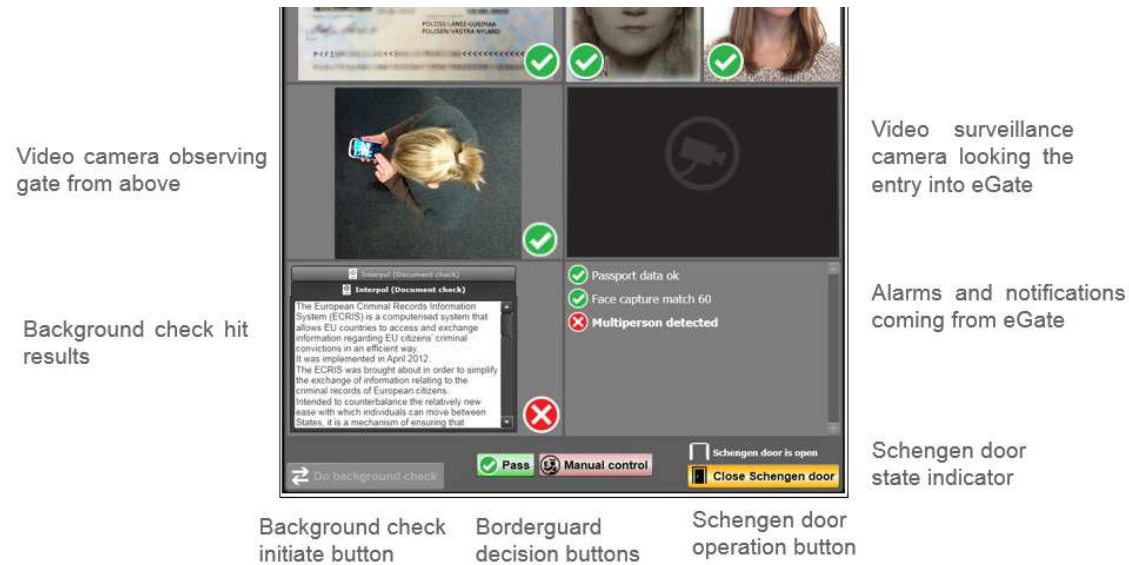 POLIISI/LÄNSI-UUSIMAA
POLISEN/VÄSTRA NYLAND
Video camera observing
gate from above
Video surveillance
camera looking the
entry into eGate
Interpol (Document check)
Interpol (Document check)
The European Criminal Records Information
System (ECRIS) is a computerised system that
allows EU countries to access and exchange
information regarding EU citizens' criminal
convictions in an efficient way.
It was implemented in April 2012.
The ECRIS was brought about in order to simplify
the exchange of information relating to the
criminal records of European citizens.
Intended to counterbalance the relatively new
ease with which individuals can move between
States, it is a mechanism of ensuring that
Passport data ok
Face capture match 60
Multiperson detected
Background check hit
results
Alarms and notifications
coming from eGate
Do background check
Pass
Manual control
Schengen door is open
Close Schengen door
Schengen door
state indicator
Background check
initiate button
Borderguard
decision buttons
Schengen door
operation button